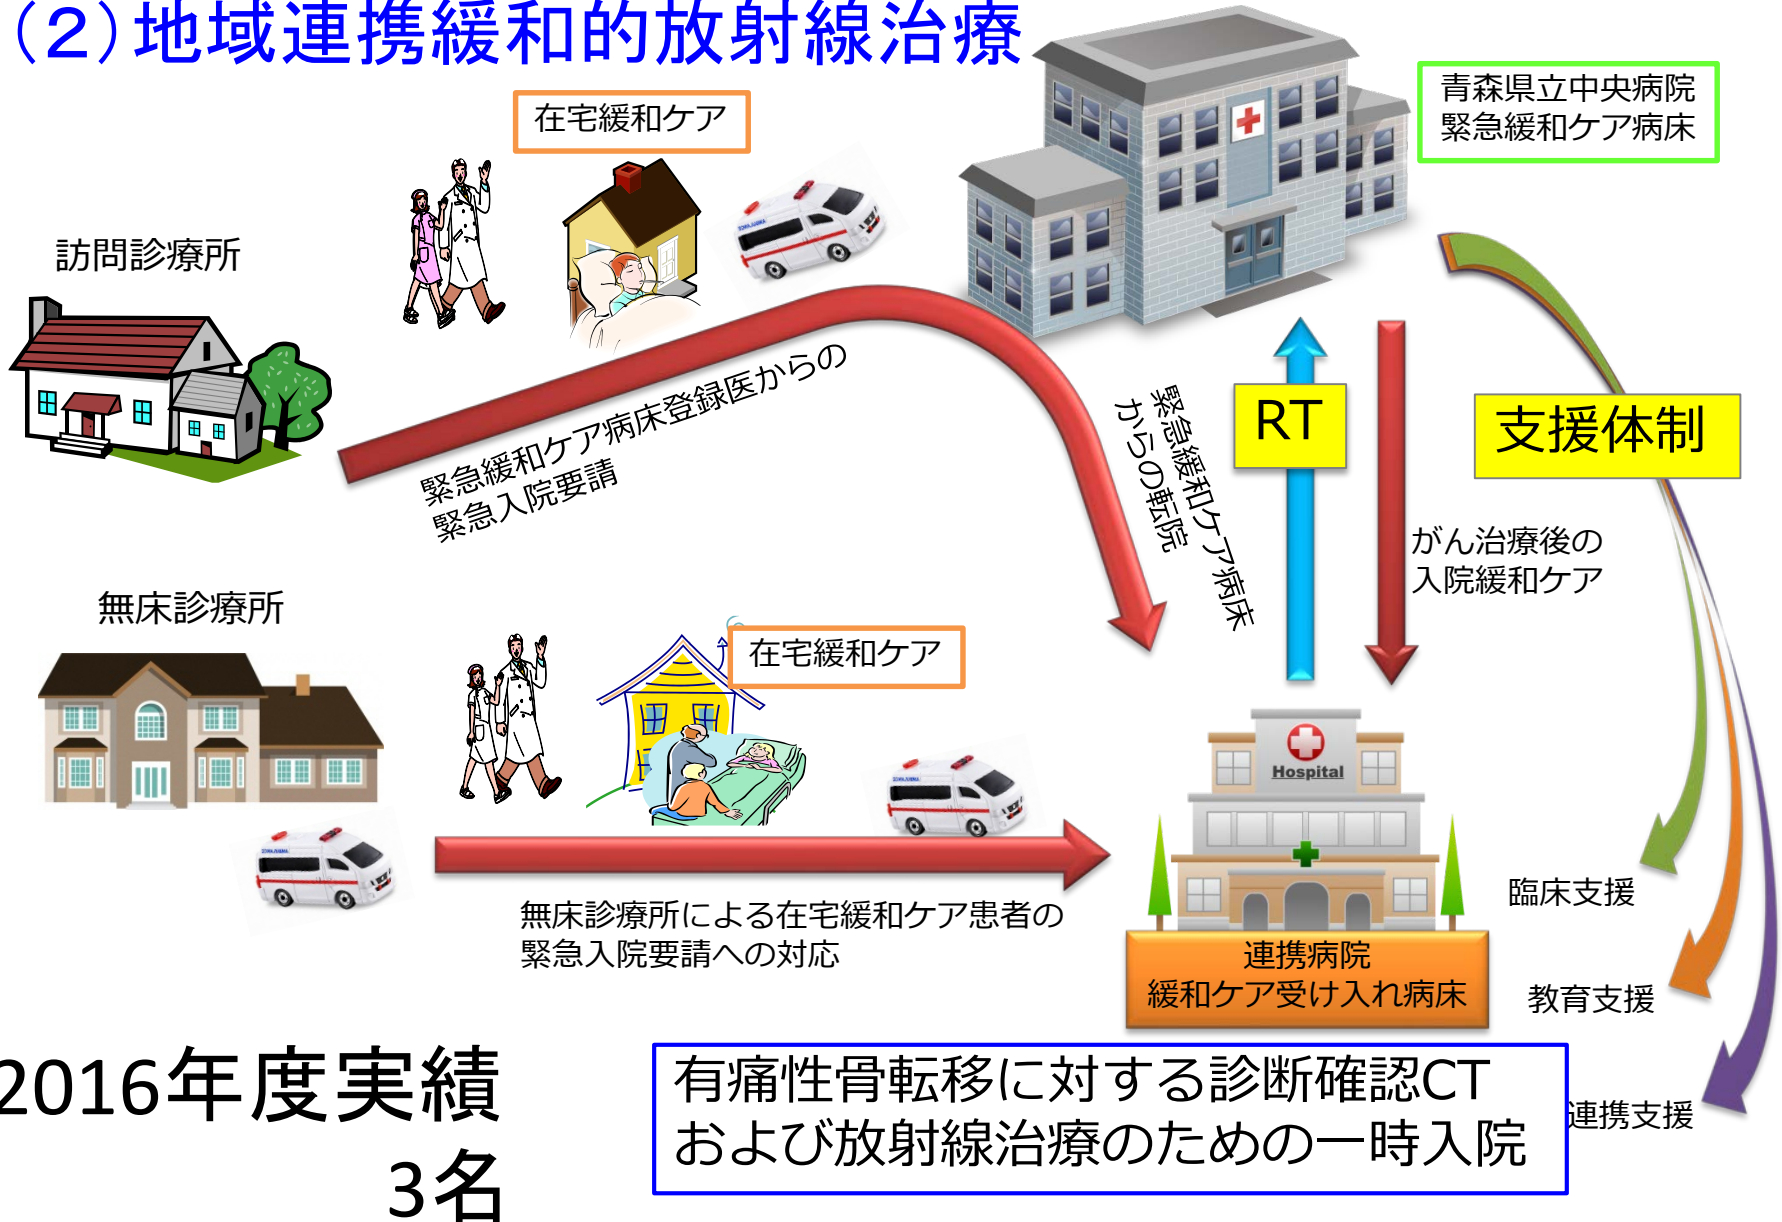 （２）地域連携緩和的放射線治療
青森県立中央病院
緊急緩和ケア病床
在宅緩和ケア
訪問診療所
緊急緩和ケア病床登録医からの
緊急入院要請
緊急緩和ケア病床
からの転院
RT
支援体制
がん治療後の
入院緩和ケア
無床診療所
在宅緩和ケア
Hospital
無床診療所による在宅緩和ケア患者の
緊急入院要請への対応
連携病院
緩和ケア受け入れ病床
臨床支援
教育支援
連携支援
2016年度実績
3名
有痛性骨転移に対する診断確認CT
および放射線治療のための一時入院